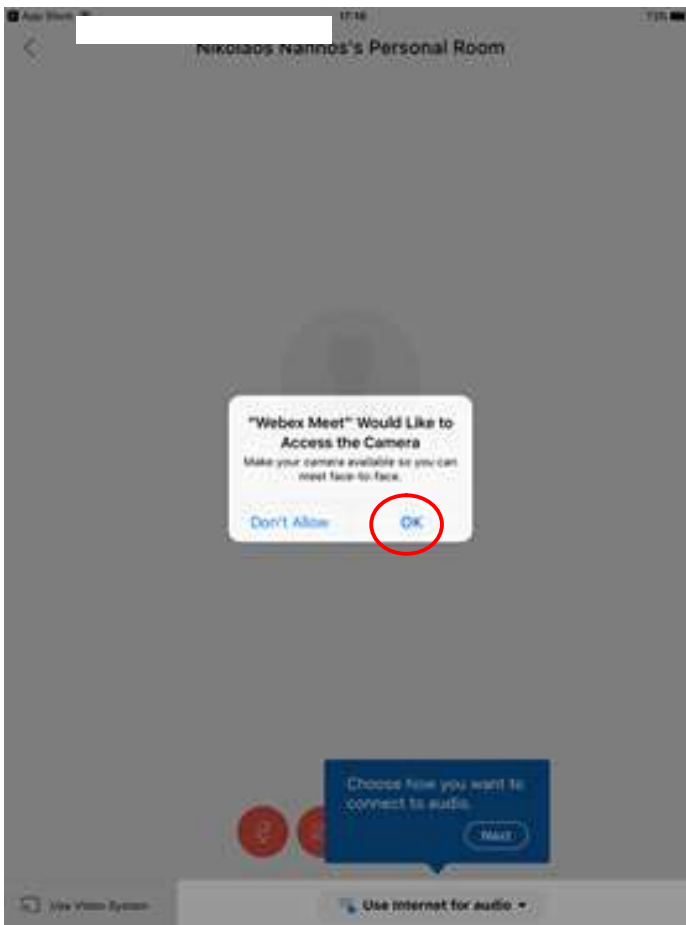 App Store
17:16
73%
Nikolaos Nannos's Personal Room
"Webex Meet" Would Like to
Access the Camera
Make your camera available so you can
meet face-to-face.
Don't Allow
OK
Choose how you want to
connect to audio.
Next
Use Video System
Use Internet for audio